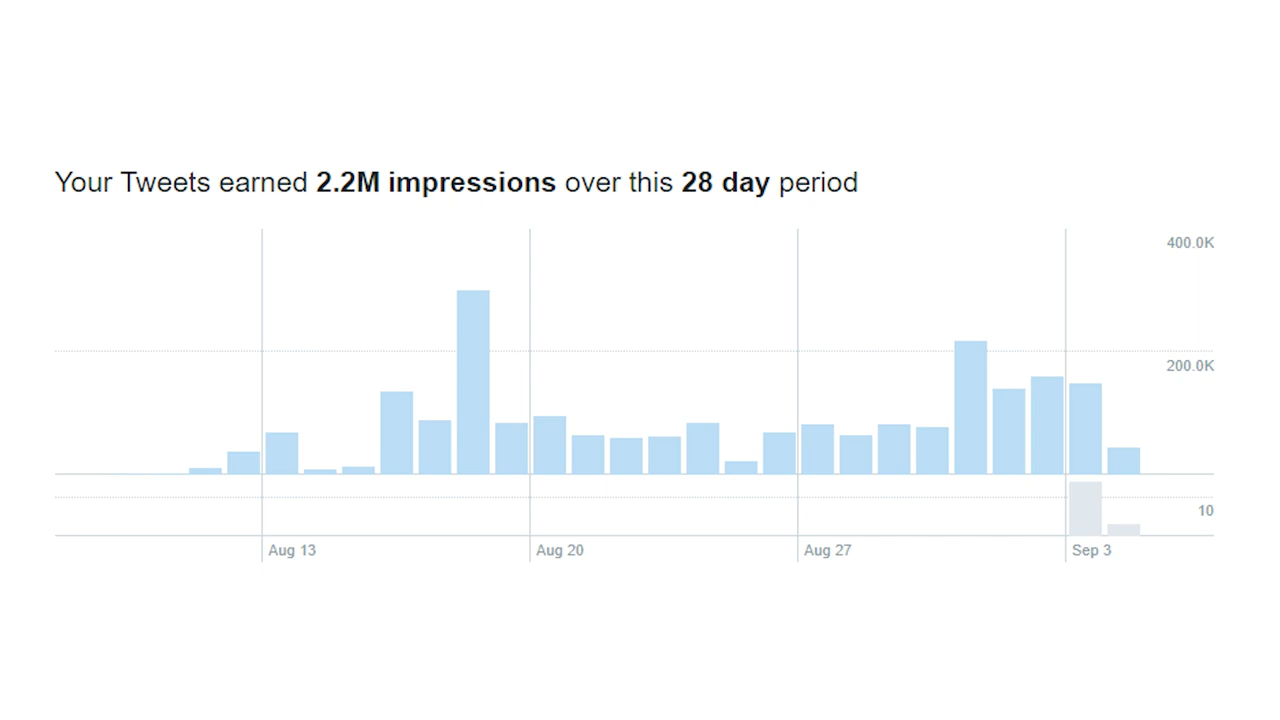 Your Tweets earned 2.2M impressions over this 28 day period
400.0K
200.0K
10
Aug 13
Aug 20
Aug 27
Sep 3